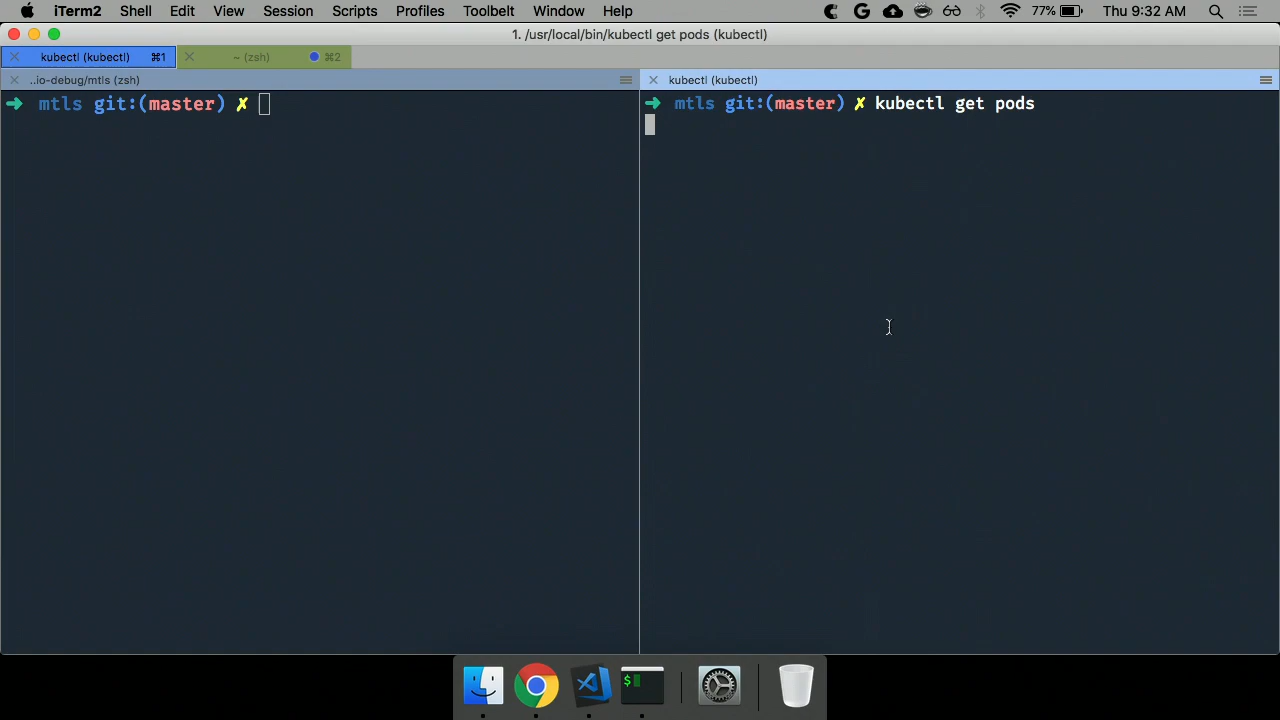 iTerm2 Shell Edit View Session Scripts Profiles Toolbelt Window Help 77% Thu 9:32 AM
1. /usr/local/bin/kubectl get pods (kubectl)
kubectl (kubectl) ⌘1 ~ (zsh) ⌘2
..io-debug/mtls (zsh)
kubectl (kubectl)
➜ mtls git:(master) ✗
➜ mtls git:(master) ✗ kubectl get pods
$